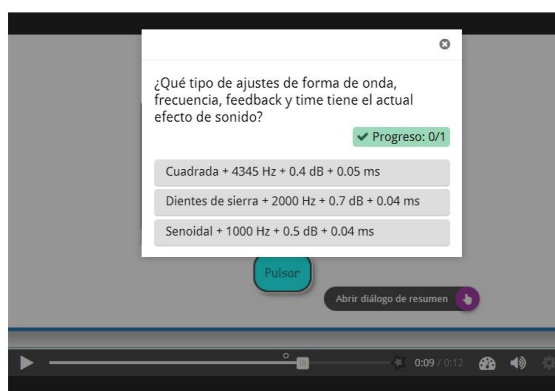 ¿Qué tipo de ajustes de forma de onda,
frecuencia, feedback y time tiene el actual
efecto de sonido?
Progreso: 0/1
Cuadrada + 4345 Hz + 0.4 dB + 0.05 ms
Dientes de sierra + 2000 Hz + 0.7 dB + 0.04 ms
Senoidal + 1000 Hz + 0.5 dB + 0.04 ms
Pulsar
Abrir diálogo de resumen
0:09 / 0:12